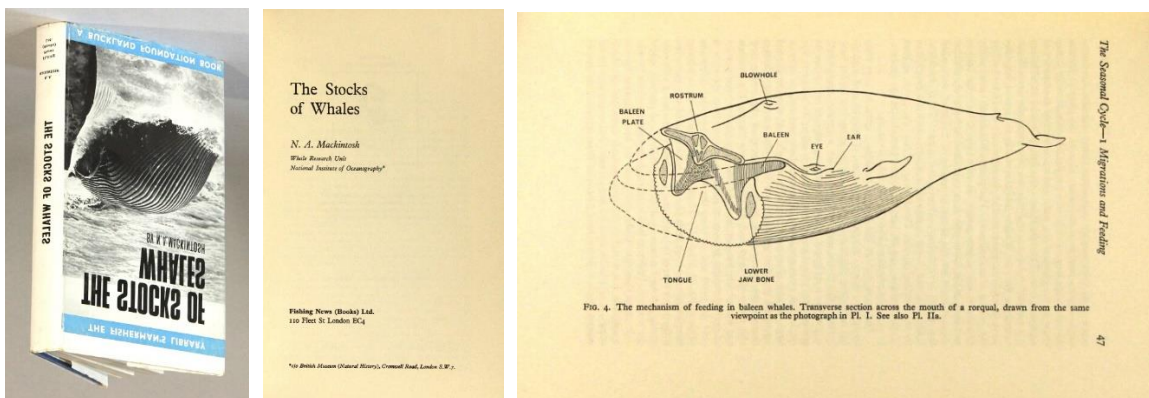 THE STOCKS OF WHALES
THE FISHERMAN'S LIBRARY
THE STOCKS OF
WHALES
BY N. A. MACKINTOSH
A BUCKLAND FOUNDATION BOOK
The Stocks
of Whales
N. A. Mackintosh
Whale Research Unit
National Institute of Oceanography*
Fishing News (Books) Ltd.
110 Fleet St London EC4
*c/o British Museum (Natural History), Cromwell Road, London S.W.7.
The Seasonal Cycle—1 Migrations and Feeding
BLOWHOLE
ROSTRUM
BALEEN
PLATE
BALEEN
EYE
EAR
TONGUE
LOWER
JAW BONE
FIG. 4. The mechanism of feeding in baleen whales. Transverse section across the mouth of a rorqual, drawn from the same
viewpoint as the photograph in Pl. I. See also Pl. IIa.
47